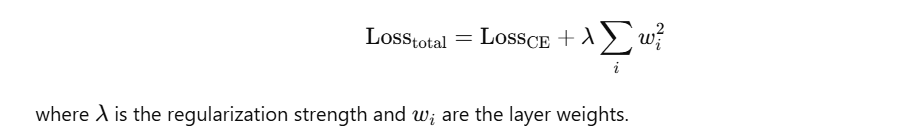 Loss_total = Loss_CE + λ ∑_i w_i^2
where λ is the regularization strength and w_i are the layer weights.